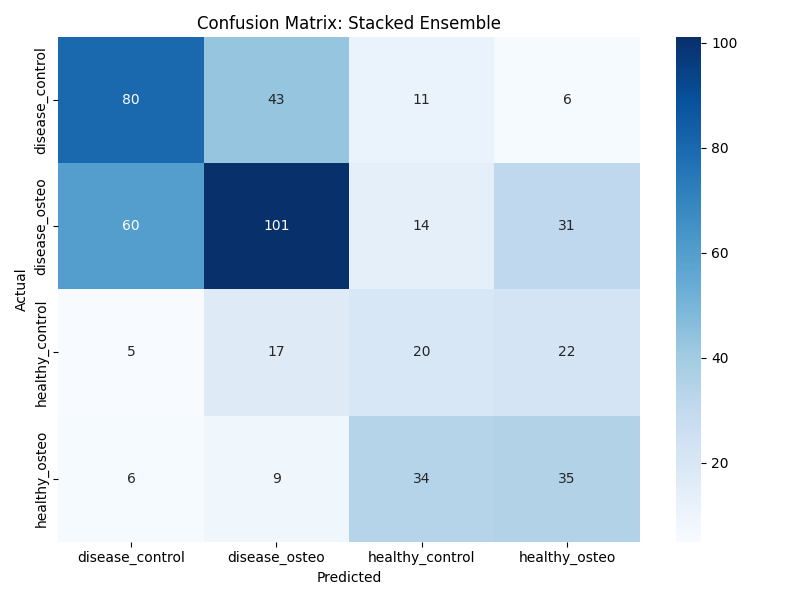 Confusion Matrix: Stacked Ensemble
Actual
disease_control
80 43 11 6
disease_osteo
60 101 14 31
healthy_control
5 17 20 22
healthy_osteo
6 9 34 35
disease_control disease_osteo healthy_control healthy_osteo
Predicted
100
80
60
40
20